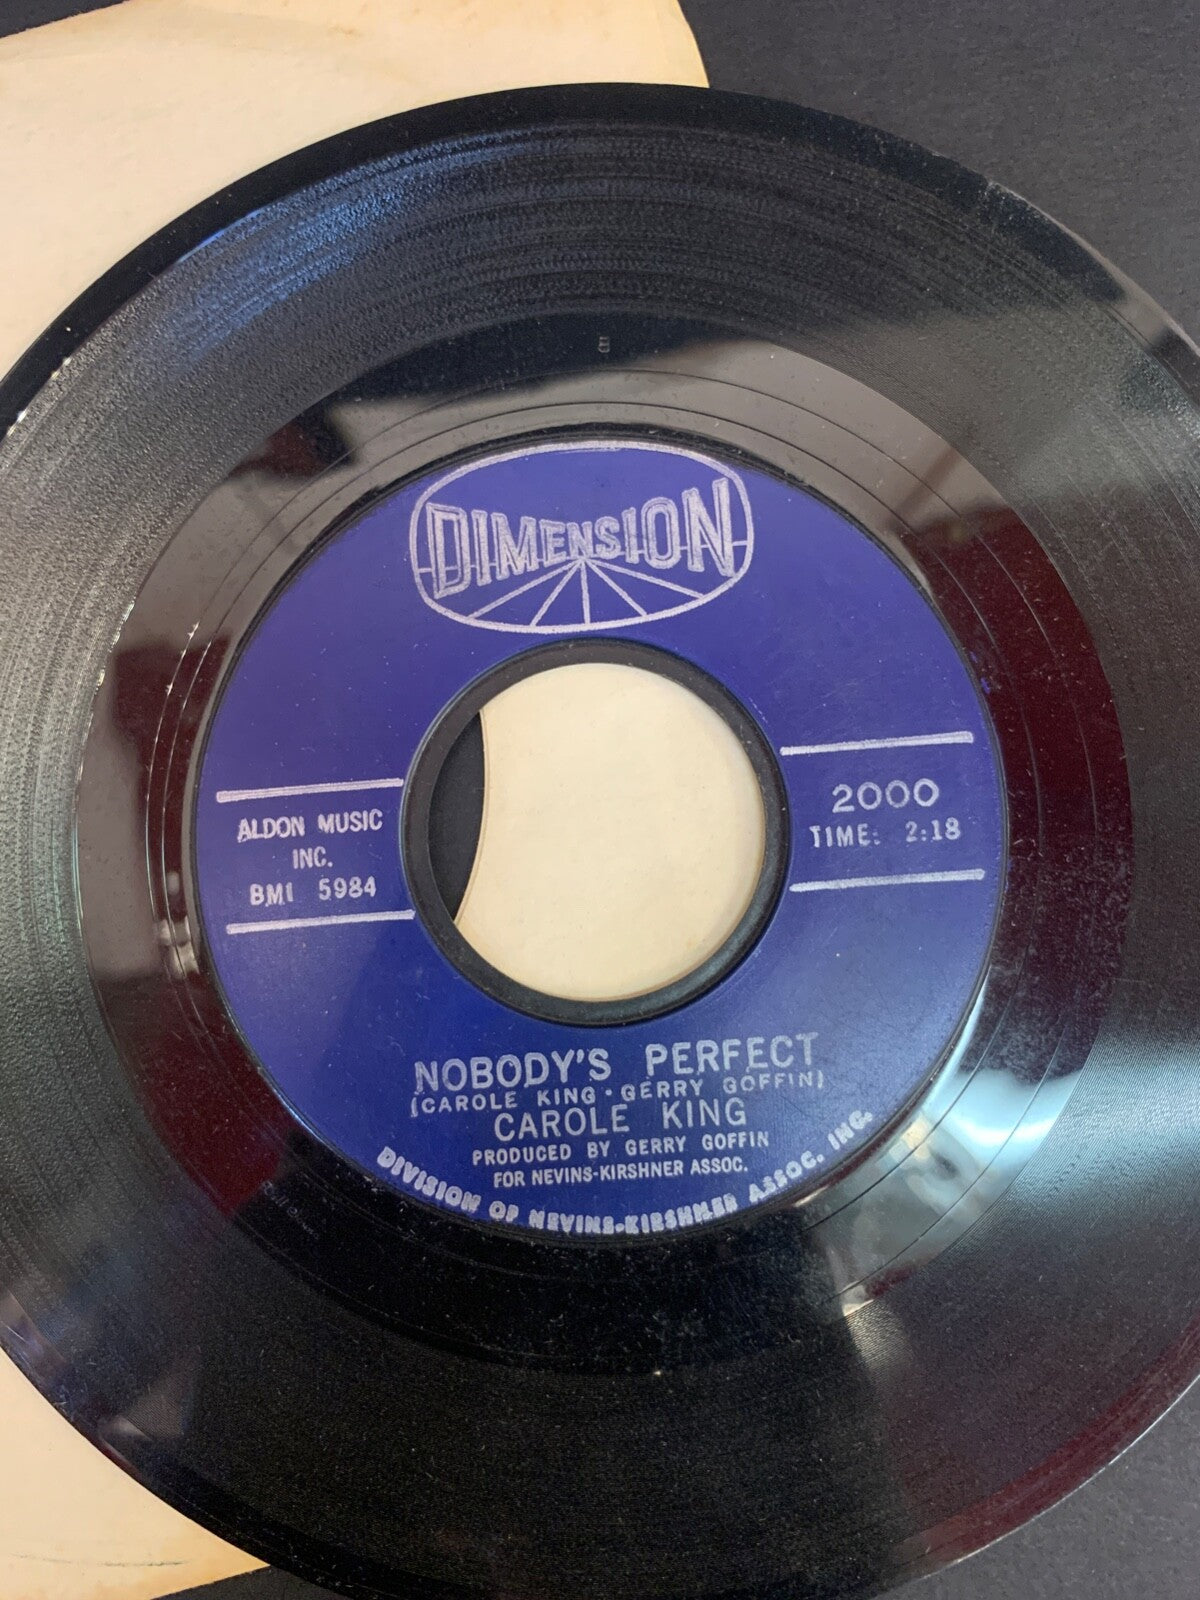 DIMENSION
ALDON MUSIC
INC.
BMI 5984
2000
TIME: 2:18
NOBODY'S PERFECT
(CAROLE KING • GERRY GOFFIN)
CAROLE KING
PRODUCED BY GERRY GOFFIN
FOR NEVINS-KIRSHNER ASSOC.
DIVISION OF NEVINS-KIRSHNER ASSOC. INC.